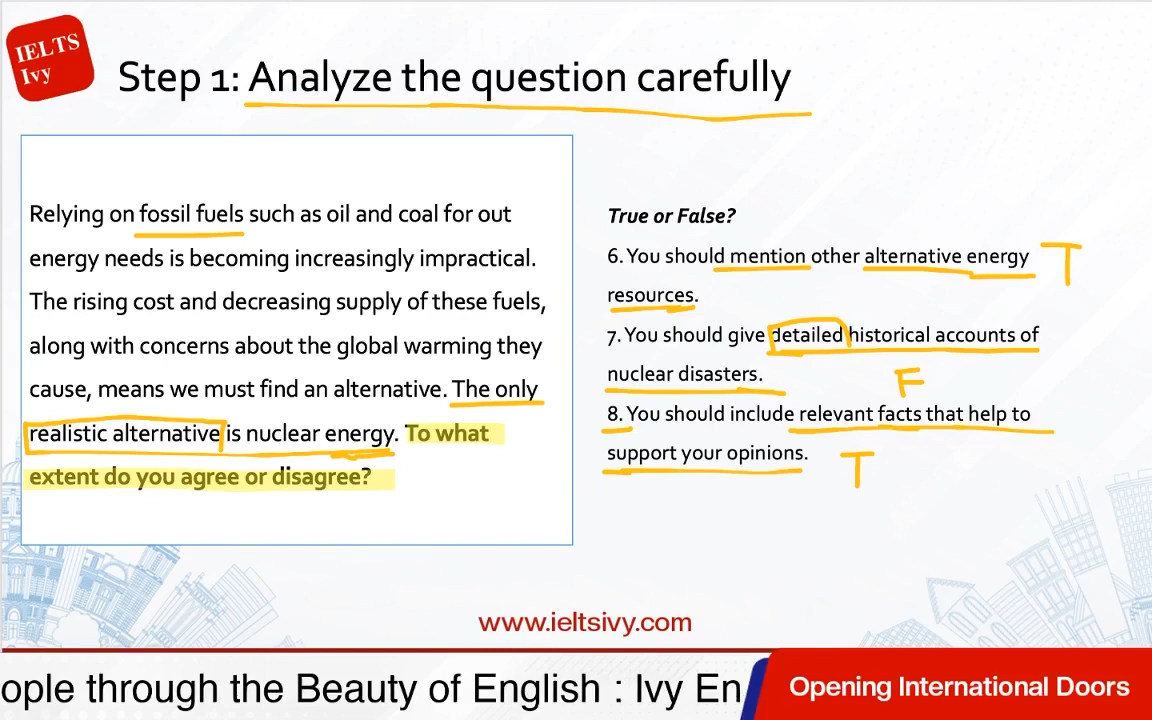 IELTS
Ivy
Step 1: Analyze the question carefully
Relying on fossil fuels such as oil and coal for out
energy needs is becoming increasingly impractical.
The rising cost and decreasing supply of these fuels,
along with concerns about the global warming they
cause, means we must find an alternative. The only
realistic alternative is nuclear energy. To what
extent do you agree or disagree?
True or False?
6. You should mention other alternative energy T
resources.
7. You should give detailed historical accounts of
nuclear disasters. F
8. You should include relevant facts that help to
support your opinions. T
www.ieltsivy.com
ople through the Beauty of English : Ivy En
Opening International Doors